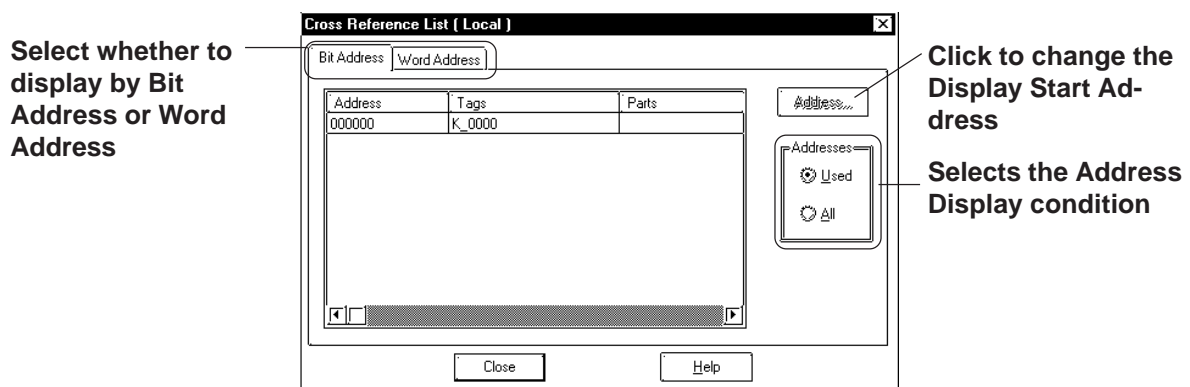 Cross Reference List ( Local )
Select whether to
display by Bit
Address or Word
Address
Bit Address
Word Address
Address
Tags
Parts
000000
K_0000
Address...
Addresses
Used
All
Close
Help
Click to change the
Display Start Ad-
dress
Selects the Address
Display condition